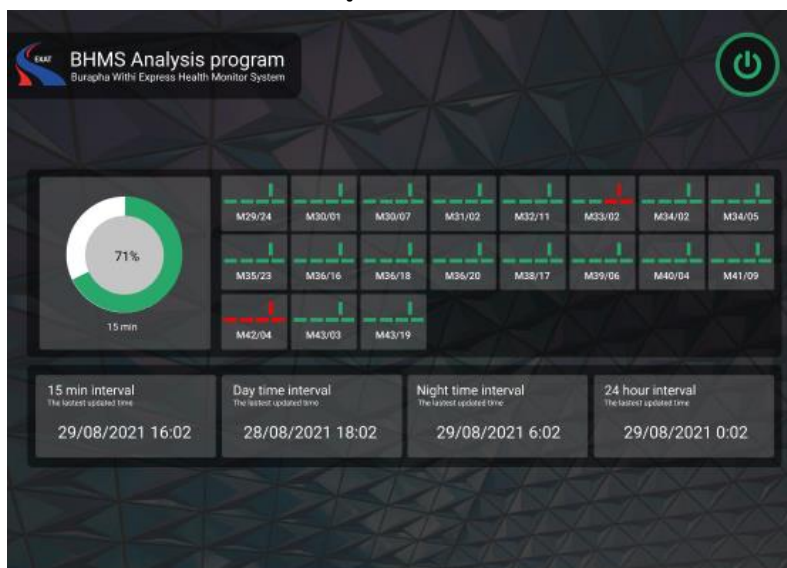 EXAT
BHMS Analysis program
Burapha Withi Express Health Monitor System
M29/24 M30/01 M30/07 M31/02 M32/11 M33/02 M34/02 M34/05
71%
M35/23 M36/16 M36/18 M36/20 M38/17 M39/06 M40/04 M41/09
15 min
M42/04 M43/03 M43/19
15 min interval Day time interval Night time interval 24 hour interval
The lastest updated time The lastest updated time The lastest updated time The lastest updated time
29/08/2021 16:02 28/08/2021 18:02 29/08/2021 6:02 29/08/2021 0:02